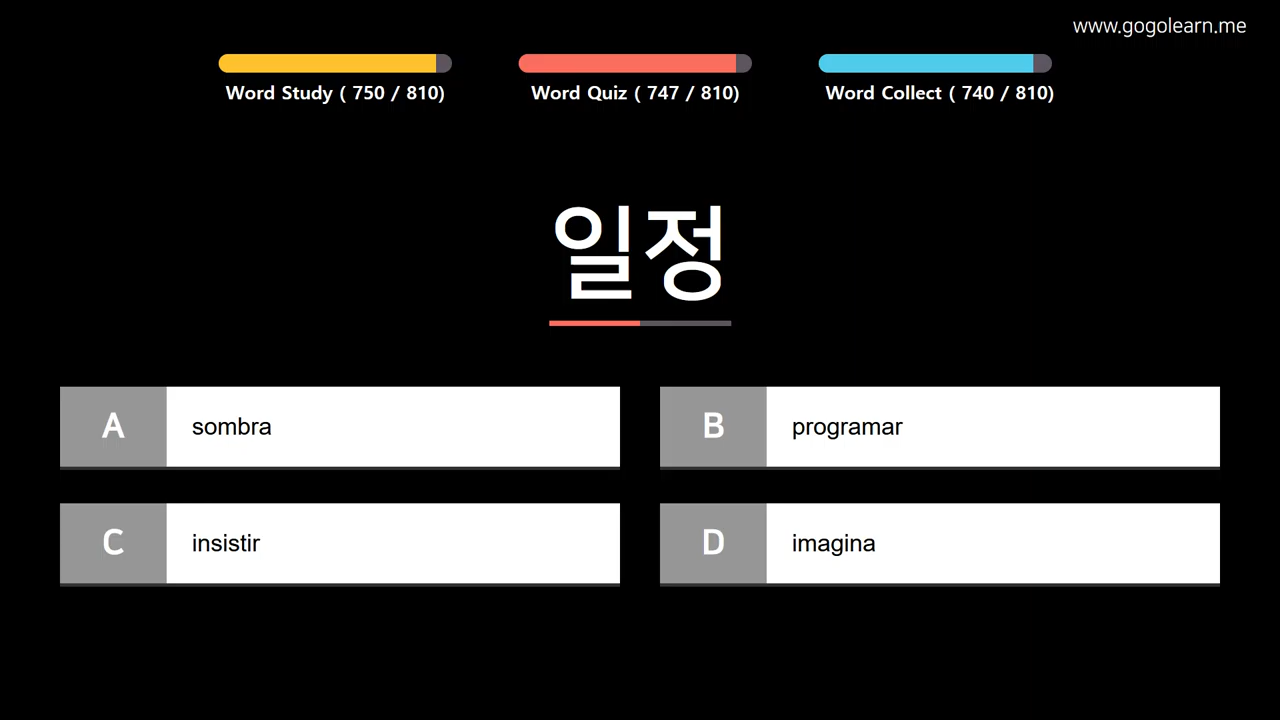 www.gogolearn.me
Word Study ( 750 / 810)
Word Quiz ( 747 / 810)
Word Collect ( 740 / 810)
일정
A
sombra
B
programar
C
insistir
D
imagina